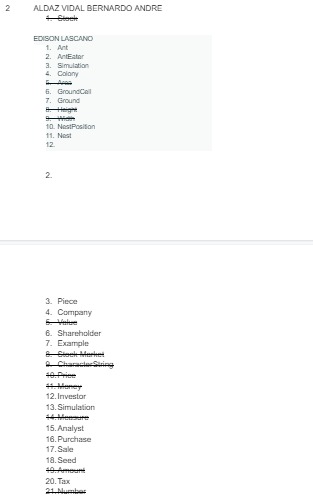 2 ALDAZ VIDAL BERNARDO ANDRE
1. Stock
EDISON LASCANO
1. Ant
2. AntEater
3. Simulation
4. Colony
5. Area
6. GroundCell
7. Ground
8. Height
9. Width
10. NestPosition
11. Nest
12.
2.
3. Piece
4. Company
5. Value
6. Shareholder
7. Example
8. Stock Market
9. CharacterString
10. Price
11. Money
12. Investor
13. Simulation
14. Measure
15. Analyst
16. Purchase
17. Sale
18. Seed
19. Amount
20. Tax
21. Number